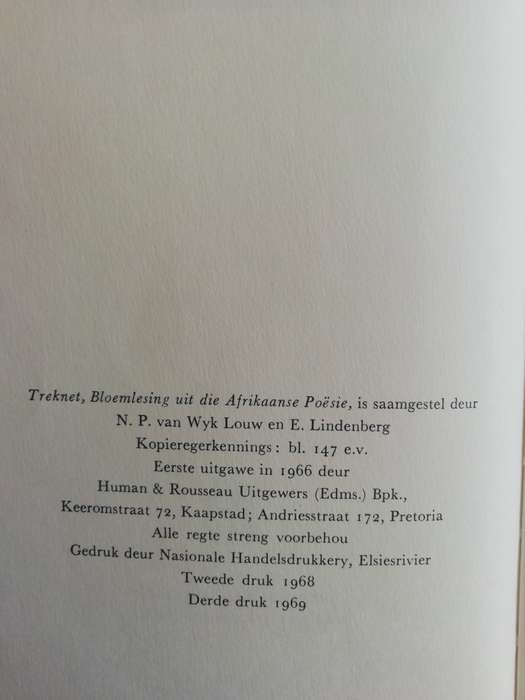 Treknet, Bloemlesing uit die Afrikaanse Poësie, is saamgestel deur
N. P. van Wyk Louw en E. Lindenberg
Kopieregerkennings: bl. 147 e.v.
Eerste uitgawe in 1966 deur
Human & Rousseau Uitgewers (Edms.) Bpk.,
Keeromstraat 72, Kaapstad; Andriesstraat 172, Pretoria
Alle regte streng voorbehou
Gedruk deur Nasionale Handelsdrukkery, Elsiesrivier
Tweede druk 1968
Derde druk 1969